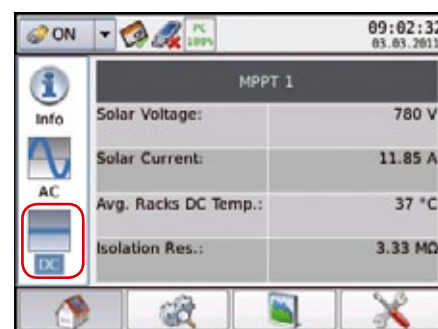 ON
PC
100%
09:02:32
03.03.2011
Info
AC
DC
MPPT 1
Solar Voltage: 780 V
Solar Current: 11.85 A
Avg. Racks DC Temp.: 37 °C
Isolation Res.: 3.33 MΩ